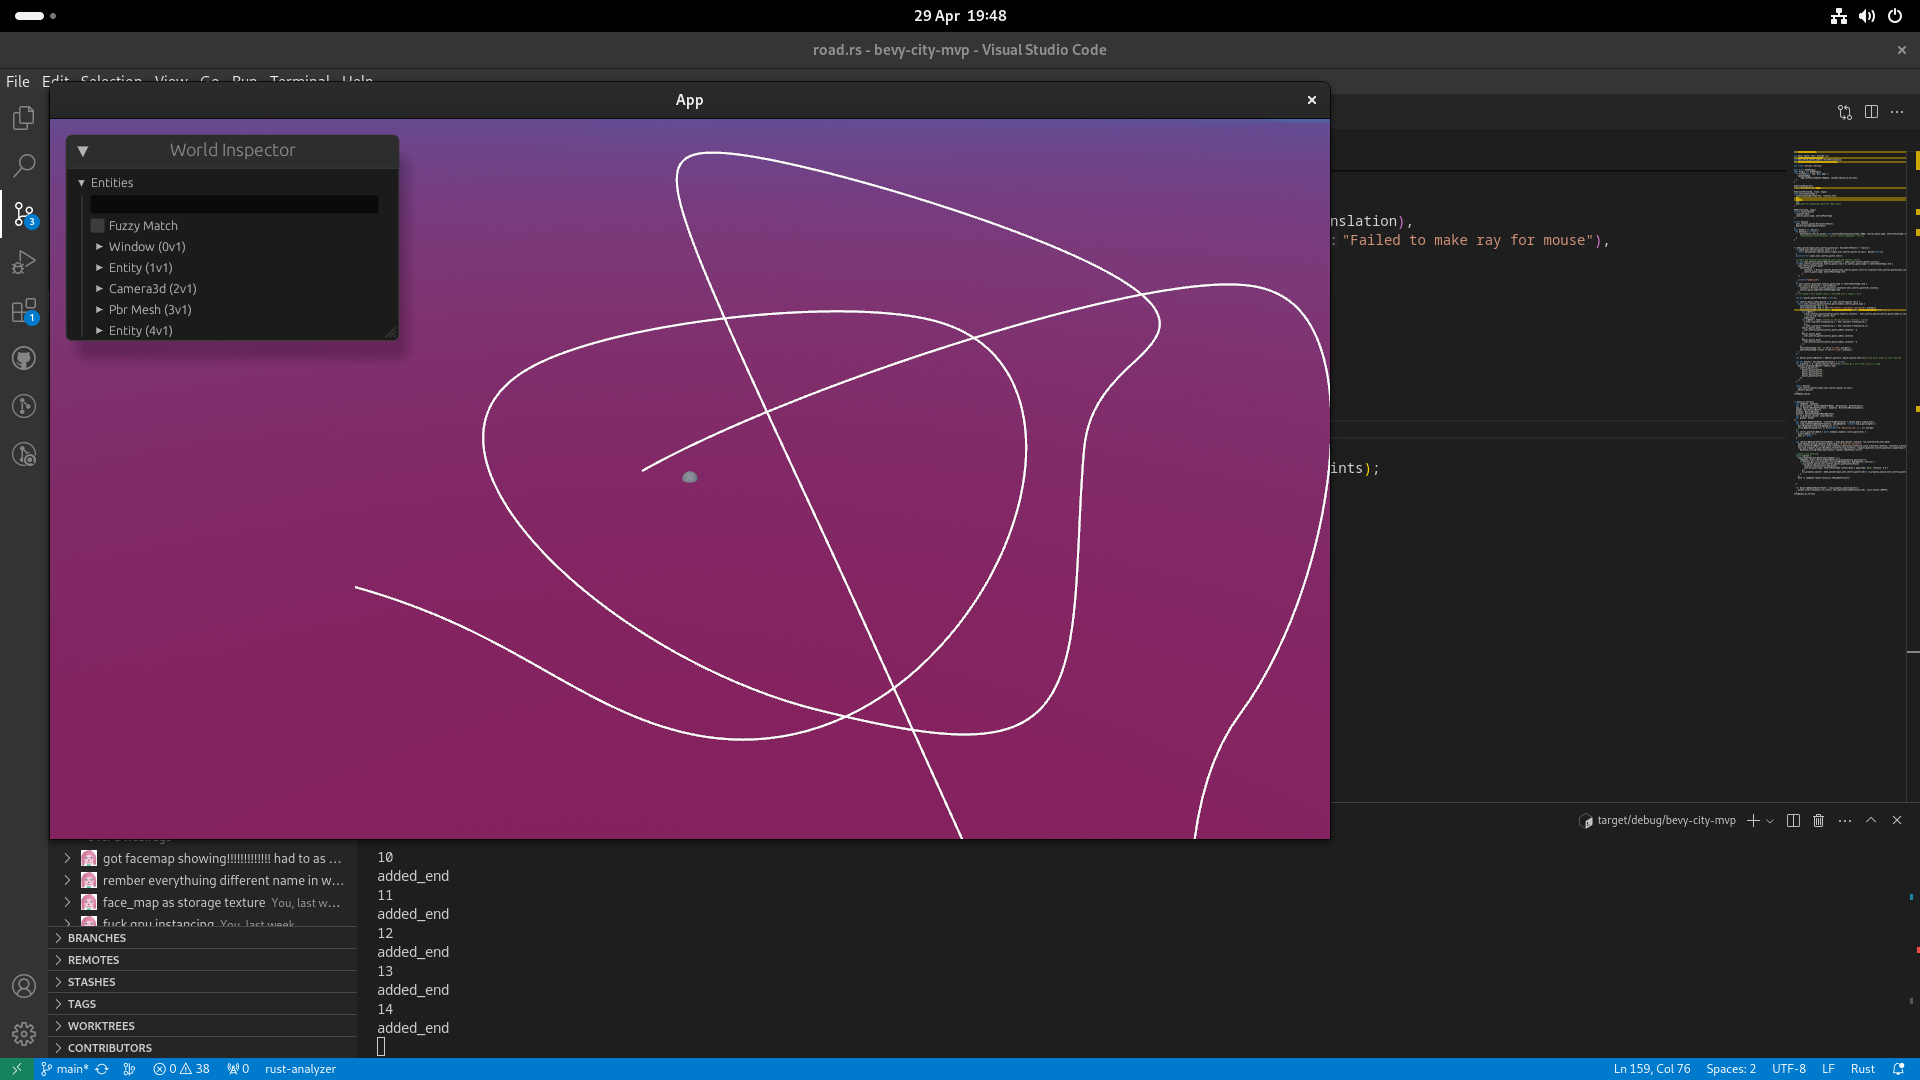 29 Apr 19:48
road.rs - bevy-city-mvp - Visual Studio Code
File Edit Selection View Go Run Terminal Help
App
World Inspector
Entities
Fuzzy Match
Window (0v1)
Entity (1v1)
Camera3d (2v1)
Pbr Mesh (3v1)
Entity (4v1)
3
1
nslation),
: "Failed to make ray for mouse"),
ints);
target/debug/bevy-city-mvp
got facemap showing!!!!!!!!!!!!! had to as ...
rember everythuing different name in w...
face_map as storage texture You, last w...
fuck gpu instancing You, last week
BRANCHES
REMOTES
STASHES
TAGS
WORKTREES
CONTRIBUTORS
10
added_end
11
added_end
12
added_end
13
added_end
14
added_end
main* 0 38 0 rust-analyzer
Ln 159, Col 76 Spaces: 2 UTF-8 LF Rust